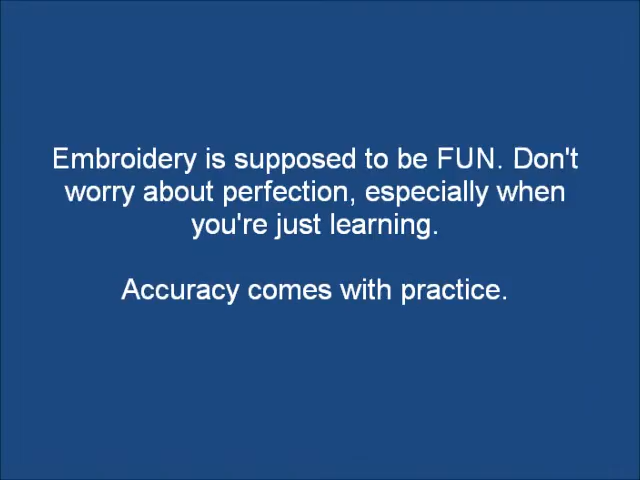 Embroidery is supposed to be FUN. Don't
worry about perfection, especially when
you're just learning.
Accuracy comes with practice.